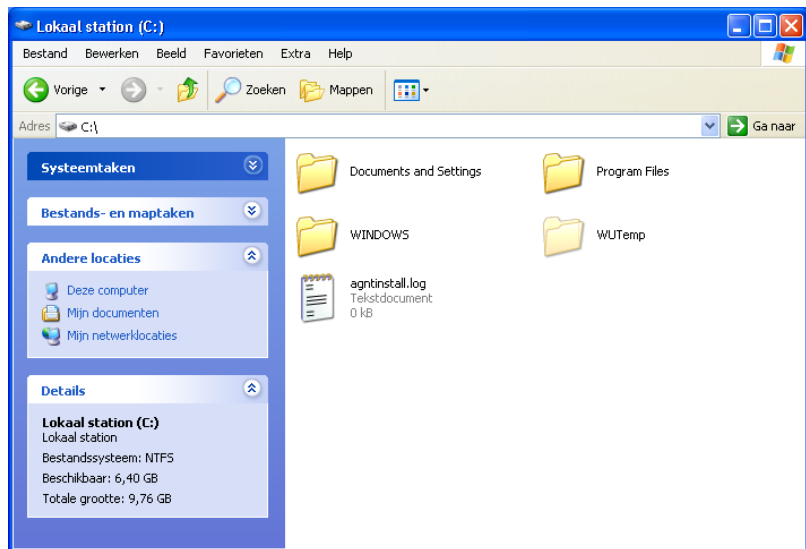 Lokaal station (C:)
Bestand Bewerken Beeld Favorieten Extra Help
Vorige Zoeken Mappen
Adres C:\ Ga naar
Systeemtaken
Bestands- en maptaken
Andere locaties
Deze computer
Mijn documenten
Mijn netwerklocaties
Details
Lokaal station (C:)
Lokaal station
Bestandssysteem: NTFS
Beschikbaar: 6,40 GB
Totale grootte: 9,76 GB
Documents and Settings
Program Files
WINDOWS
WUTemp
agntinstall.log
Tekstdocument
0 kB